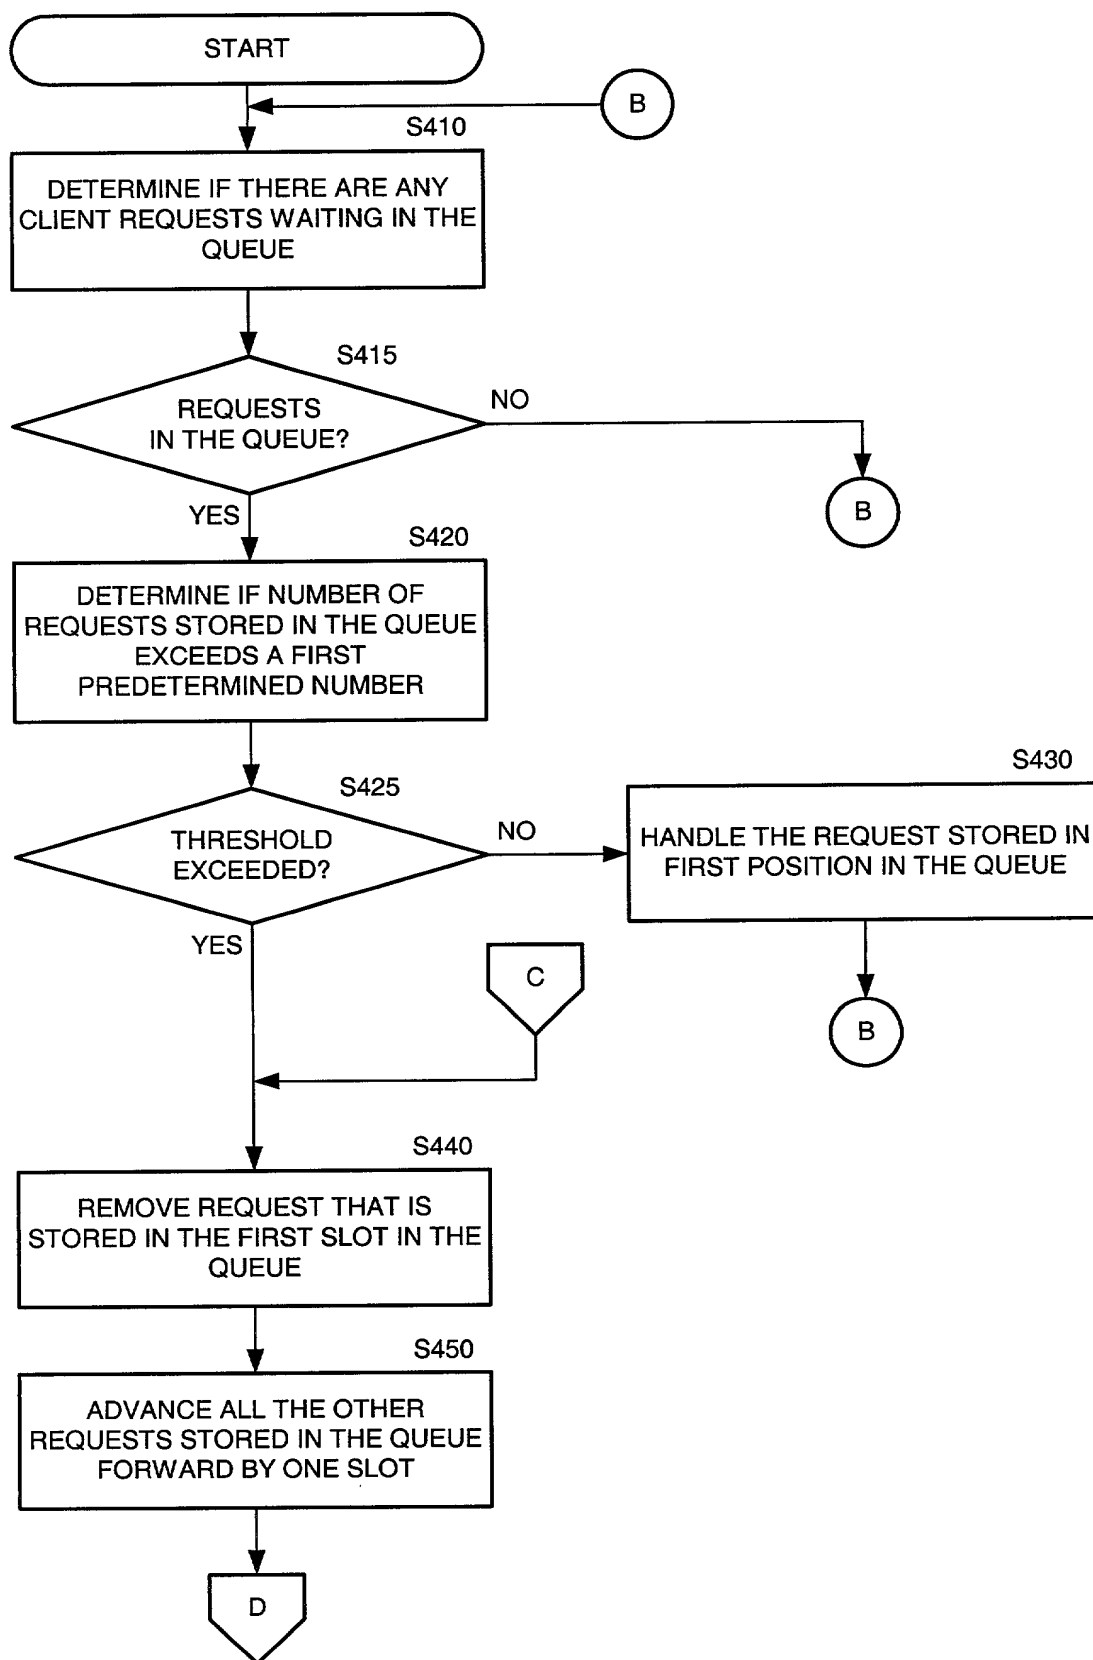 START
B
S410
DETERMINE IF THERE ARE ANY
CLIENT REQUESTS WAITING IN THE
QUEUE
S415
REQUESTS
IN THE QUEUE?
NO
B
YES
S420
DETERMINE IF NUMBER OF
REQUESTS STORED IN THE QUEUE
EXCEEDS A FIRST
PREDETERMINED NUMBER
S425
THRESHOLD
EXCEEDED?
NO
S430
HANDLE THE REQUEST STORED IN
FIRST POSITION IN THE QUEUE
B
YES
C
S440
REMOVE REQUEST THAT IS
STORED IN THE FIRST SLOT IN THE
QUEUE
S450
ADVANCE ALL THE OTHER
REQUESTS STORED IN THE QUEUE
FORWARD BY ONE SLOT
D